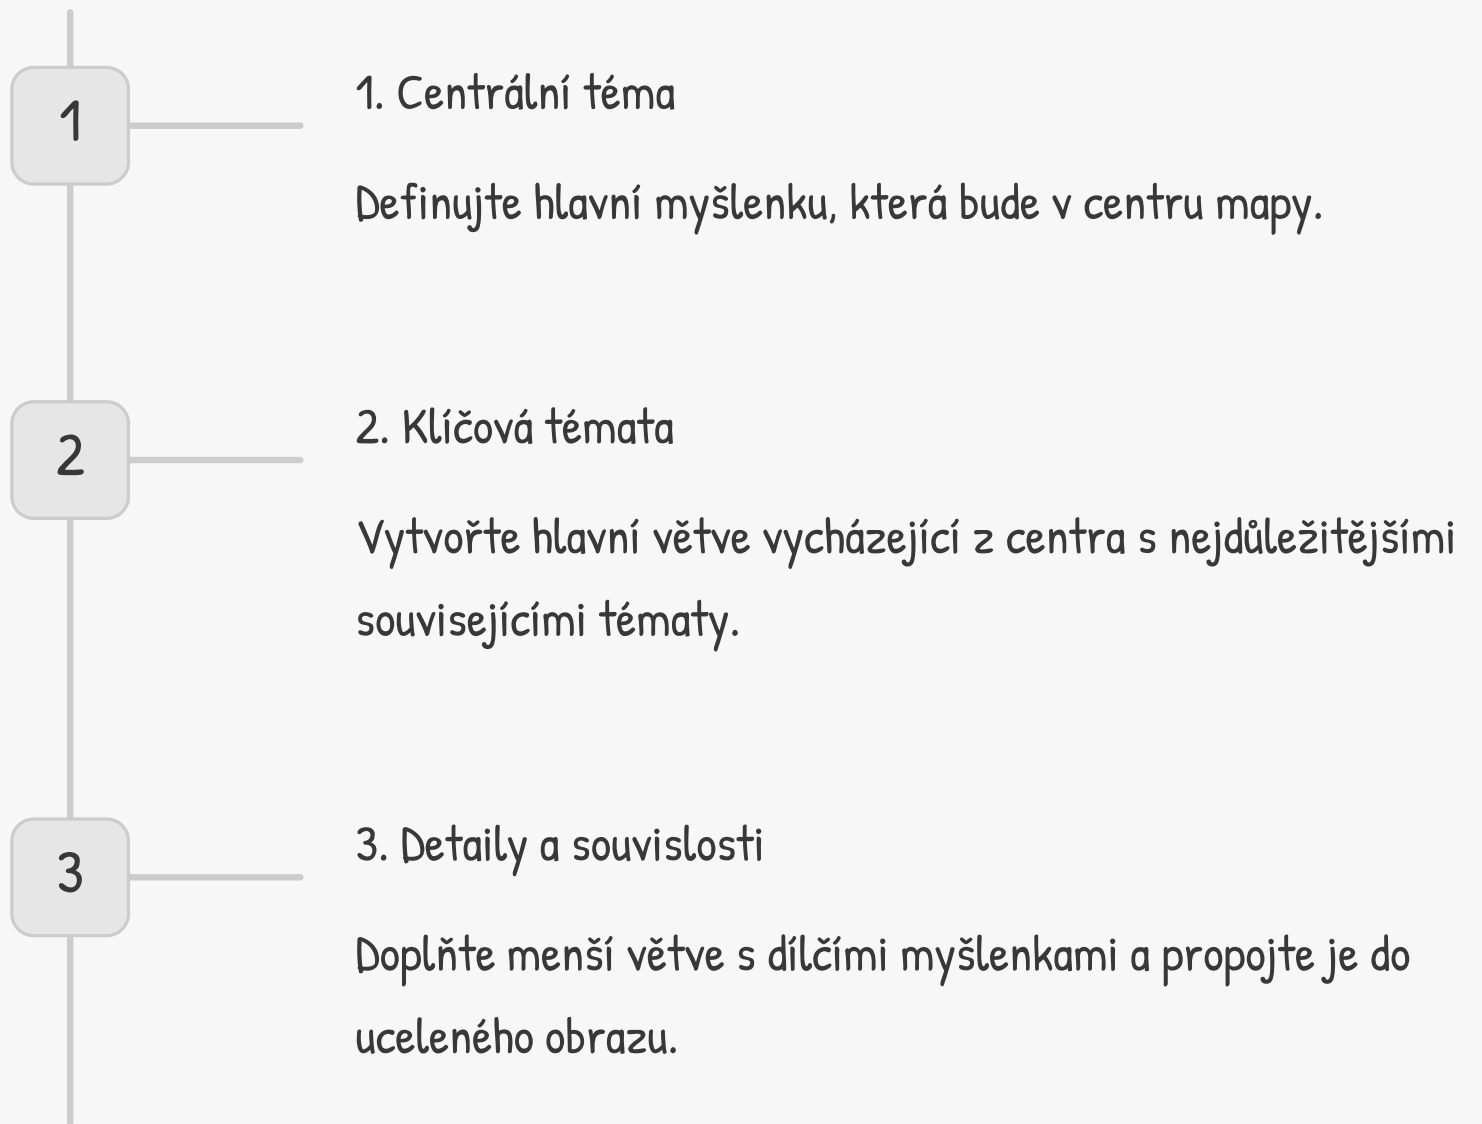 1
1. Centrální téma
Definujte hlavní myšlenku, která bude v centru mapy.
2
2. Klíčová témata
Vytvořte hlavní větve vycházející z centra s nejdůležitějšími
souvisejícími tématy.
3
3. Detaily a souvislosti
Doplňte menší větve s dílčími myšlenkami a propojte je do
uceleného obrazu.